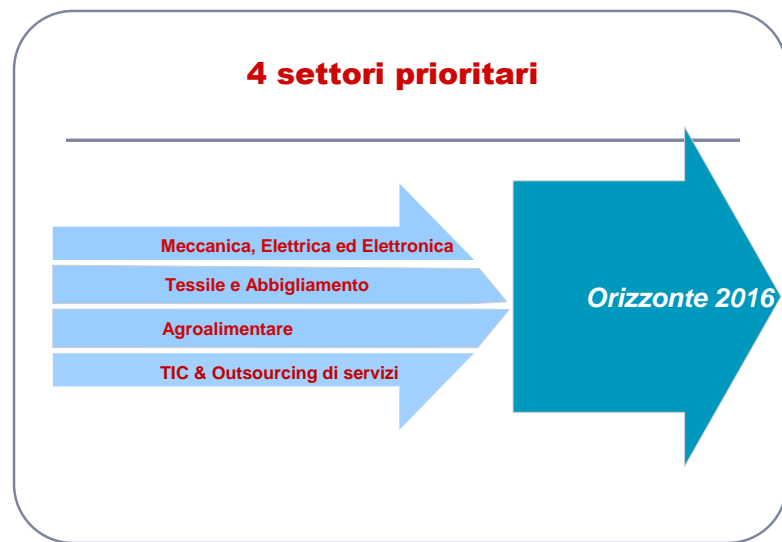 4 settori prioritari
Meccanica, Elettrica ed Elettronica
Tessile e Abbigliamento
Agroalimentare
TIC & Outsourcing di servizi
Orizzonte 2016